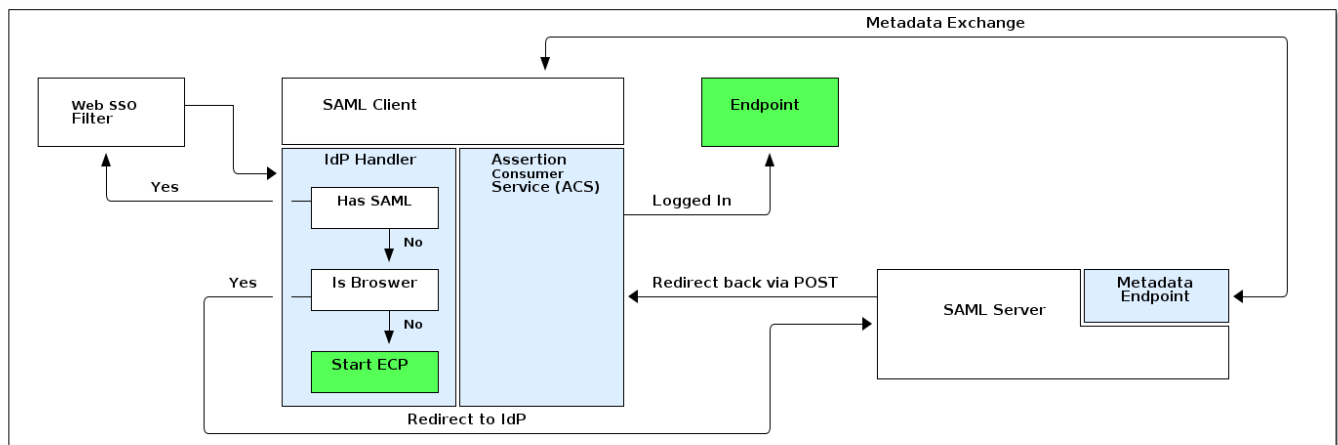 Metadata Exchange
Web SSO
Filter
SAML Client
Endpoint
IdP Handler
Assertion
Consumer
Service (ACS)
Yes
Has SAML
Logged In
No
Yes
Is Broswer
Redirect back via POST
Metadata
Endpoint
SAML Server
No
Start ECP
Redirect to IdP